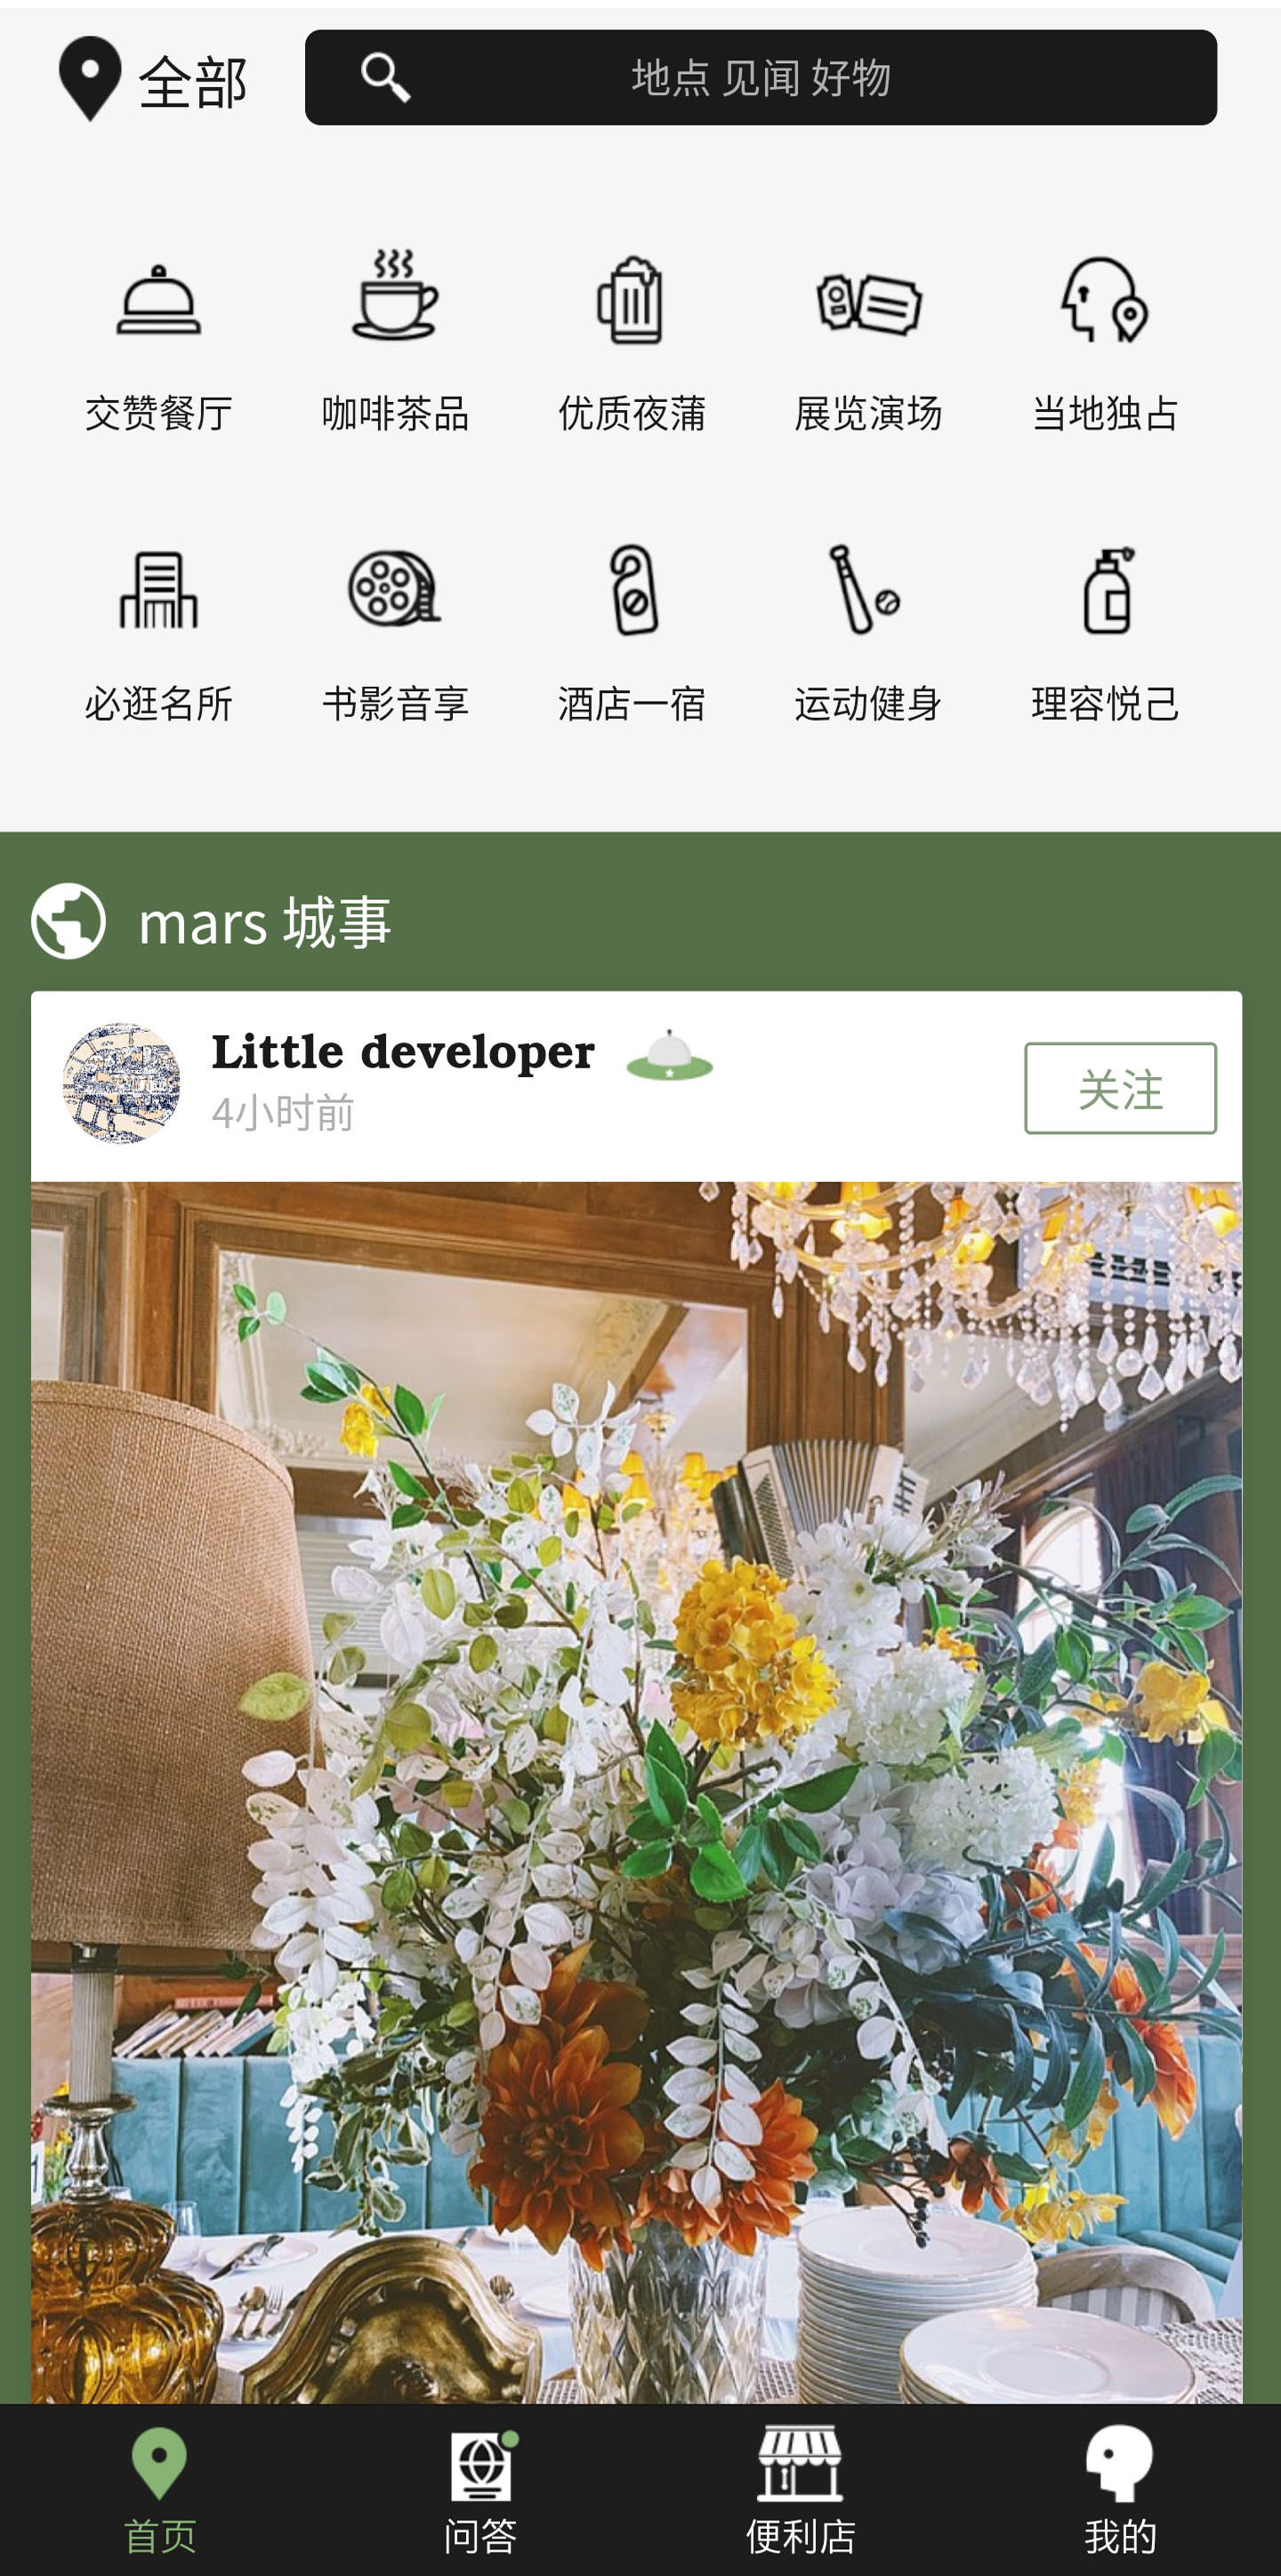 全部
地点 见闻 好物
交赞餐厅 咖啡茶品 优质夜蒲 展览演场 当地独占
必逛名所 书影音享 酒店一宿 运动健身 理容悦己
mars 城事
Little developer
4小时前
关注
首页 问答 便利店 我的